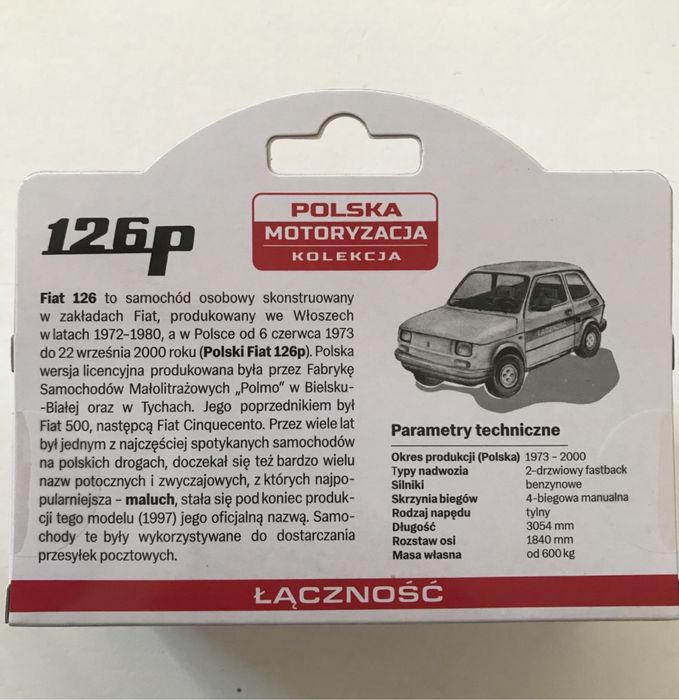 126p
POLSKA
MOTORYZACJA
KOLEKCJA
Fiat 126 to samochód osobowy skonstruowany
w zakładach Fiat, produkowany we Włoszech
w latach 1972-1980, a w Polsce od 6 czerwca 1973
do 22 września 2000 roku (Polski Fiat 126p). Polska
wersja licencyjna produkowana była przez Fabrykę
Samochodów Małolitrażowych „Polmo” w Bielsku-
-Białej oraz w Tychach. Jego poprzednikiem był
Fiat 500, następcą Fiat Cinquecento. Przez wiele lat
był jednym z najczęściej spotykanych samochodów
na polskich drogach, doczekał się też bardzo wielu
nazw potocznych i zwyczajowych, z których najpo-
pularniejsza – maluch, stała się pod koniec produk-
cji tego modelu (1997) jego oficjalną nazwą. Samo-
chody te były wykorzystywane do dostarczania
przesyłek pocztowych.
ŁĄCZNOŚĆ
Parametry techniczne
Okres produkcji (Polska) 1973 – 2000
Typy nadwozia 2-drzwiowy fastback
Silniki benzynowe
Skrzynia biegów 4-biegowa manualna
Rodzaj napędu tylny
Długość 3054 mm
Rozstaw osi 1840 mm
Masa własna od 600 kg
ŁĄCZNOŚĆ